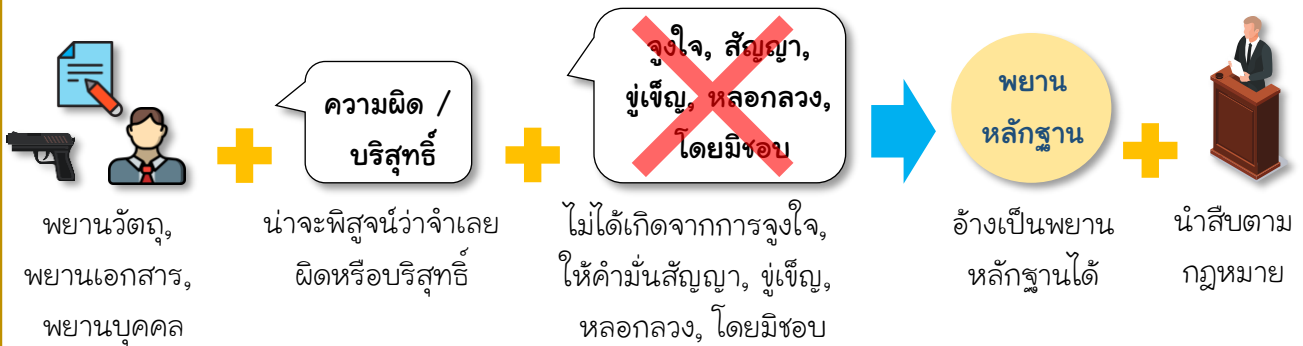 ความผิด /
บริสุทธิ์
จูงใจ, สัญญา,
ขู่เข็ญ, หลอกลวง,
โดยมิชอบ
พยาน
หลักฐาน
พยานวัตถุ,
พยานเอกสาร,
พยานบุคคล
น่าจะพิสูจน์ว่าจำเลย
ผิดหรือบริสุทธิ์
ไม่ได้เกิดจากการจูงใจ,
ให้คำมั่นสัญญา, ขู่เข็ญ,
หลอกลวง, โดยมิชอบ
อ้างเป็นพยาน
หลักฐานได้
นำสืบตาม
กฎหมาย